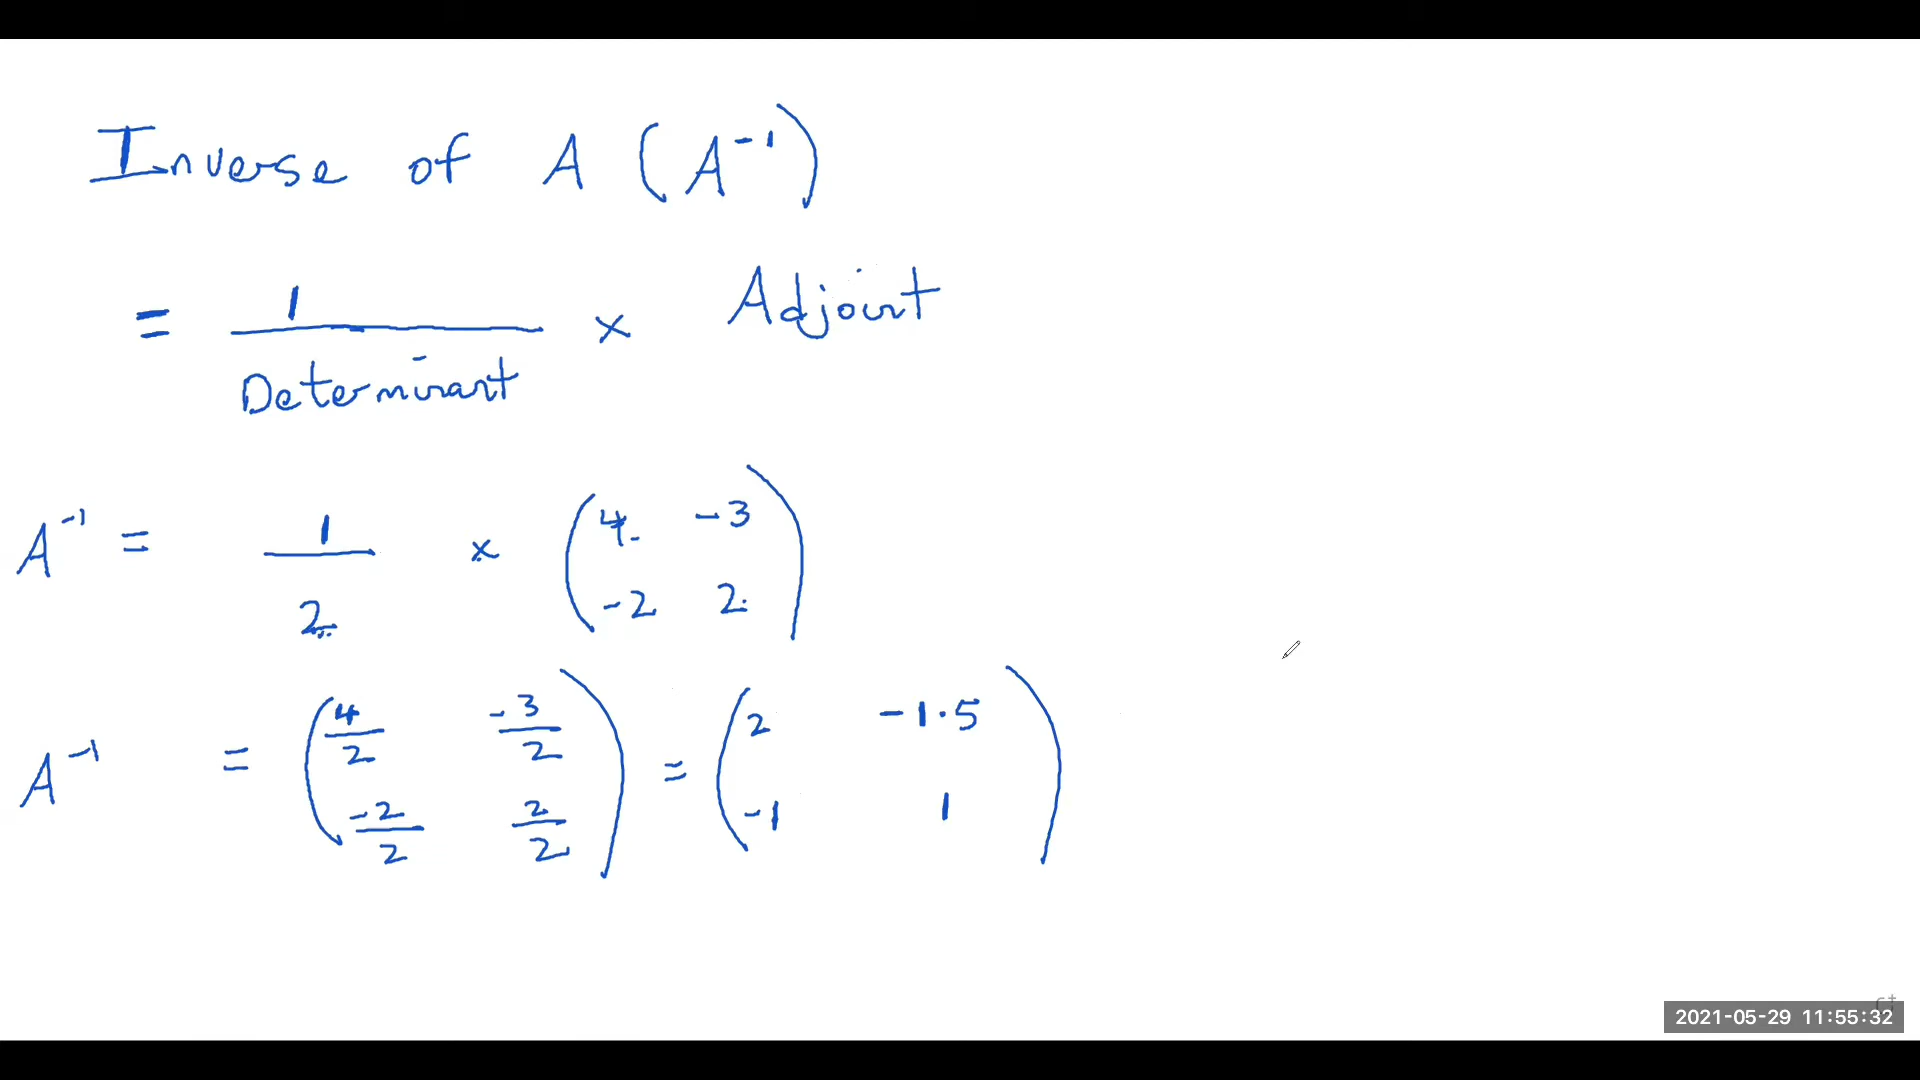 Inverse of A (A⁻¹)
= 1/Determinant × Adjoint
A⁻¹ = 1/2 × (4 -3
-2 2)
A⁻¹ = (4/2 -3/2 = (2 -1.5
-2/2 2/2) -1 1)
2021-05-29 11:55:32